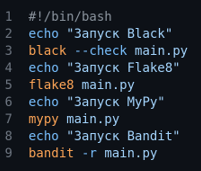 1 #!/bin/bash
2 echo "Запуск Black"
3 black --check main.py
4 echo "Запуск Flake8"
5 flake8 main.py
6 echo "Запуск MyPy"
7 mypy main.py
8 echo "Запуск Bandit"
9 bandit -r main.py